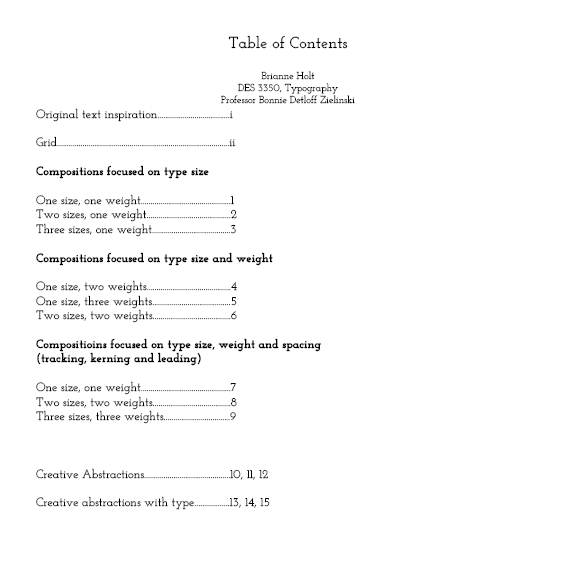 Table of Contents
Brianne Holt
DES 3350, Typography
Professor Bonnie Detloff Zielinski
Original text inspiration..............................i
Grid......................................................................ii
Compositions focused on type size
One size, one weight.....................................1
Two sizes, one weight...................................2
Three sizes, one weight................................3
Compositions focused on type size and weight
One size, two weights...................................4
One size, three weights................................5
Two sizes, two weights................................6
Compositioins focused on type size, weight and spacing
(tracking, kerning and leading)
One size, one weight.....................................7
Two sizes, two weights................................8
Three sizes, three weights...........................9
Creative Abstractions...................................10, 11, 12
Creative abstractions with type..............13, 14, 15